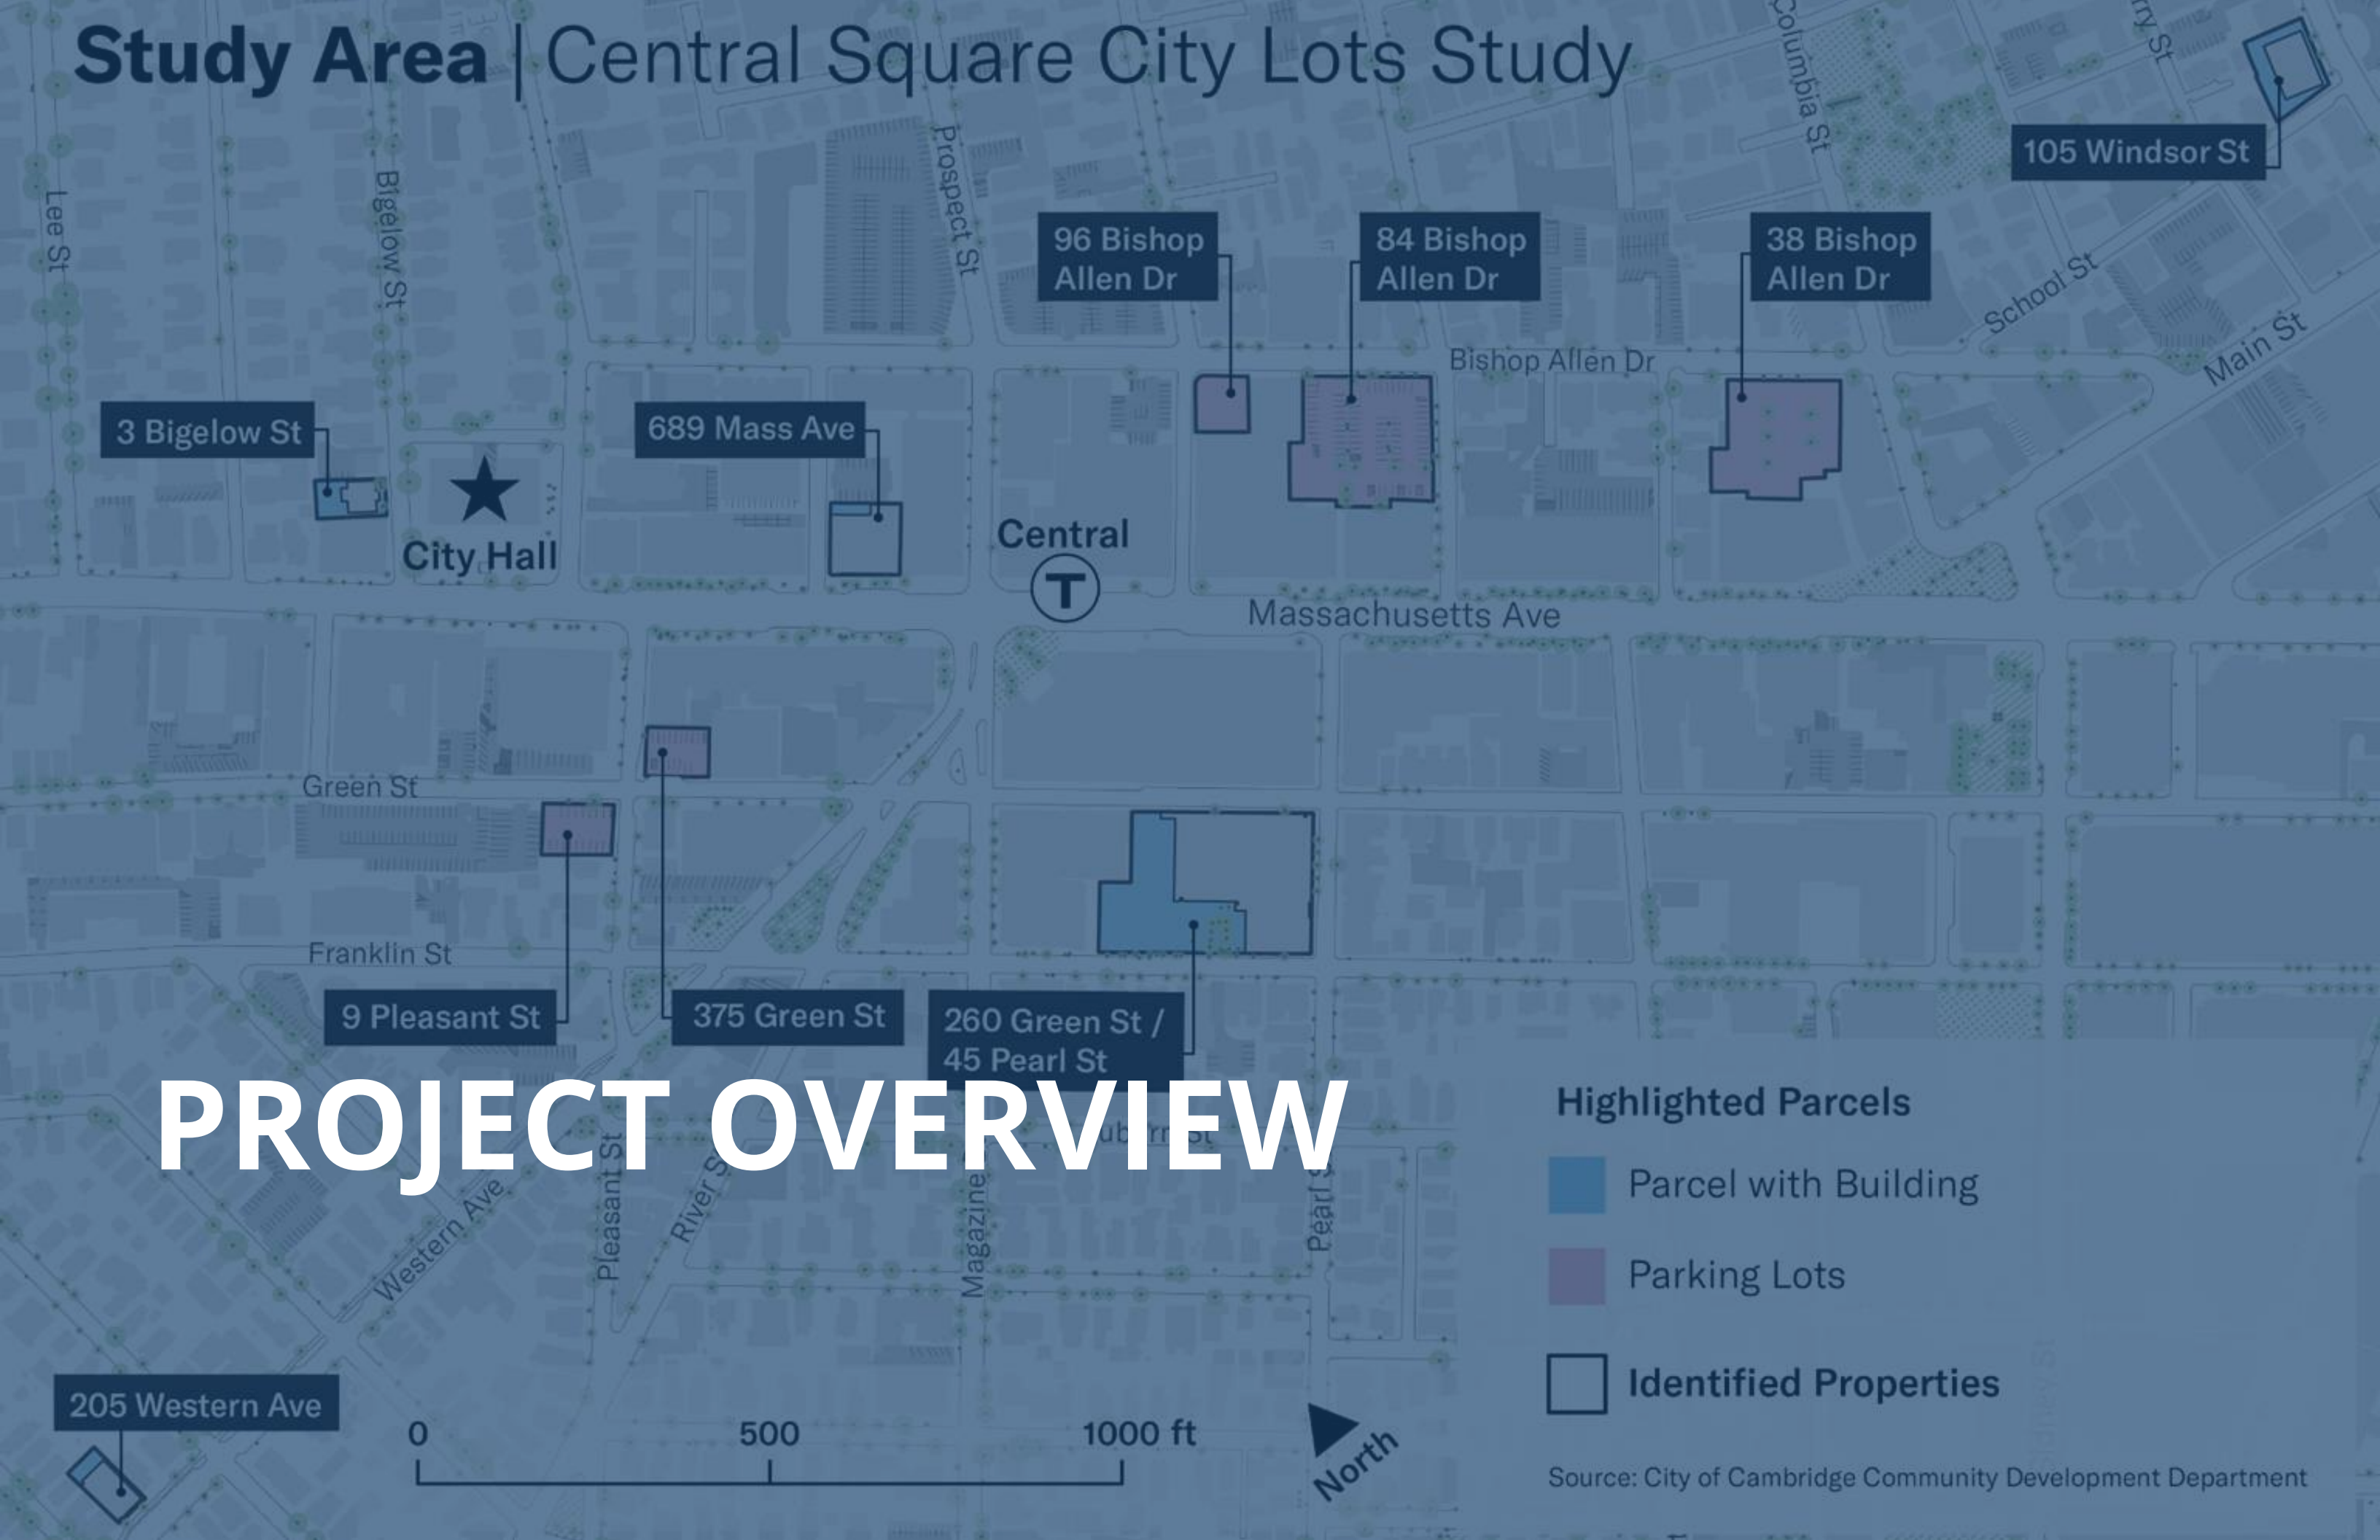 Study Area | Central Square City Lots Study
Columbia St
105 Windsor St
Lee St
Bigelow St
Prospect St
96 Bishop
Allen Dr
84 Bishop
Allen Dr
38 Bishop
Allen Dr
School St
Main St
Bishop Allen Dr
3 Bigelow St
689 Mass Ave
City Hall
Central
T
Massachusetts Ave
Green St
Franklin St
9 Pleasant St
375 Green St
260 Green St /
45 Pearl St
PROJECT OVERVIEW
Western Ave
Pleasant St
River S
Magazine
Pearl S
Highlighted Parcels
Parcel with Building
Parking Lots
Identified Properties
205 Western Ave
0 500 1000 ft
North
Source: City of Cambridge Community Development Department